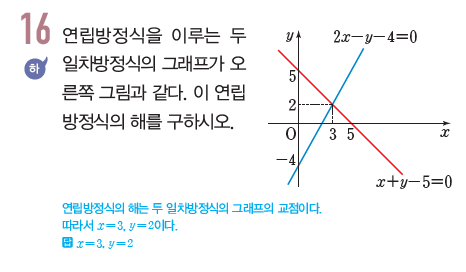 16
하
연립방정식을 이루는 두
일차방정식의 그래프가 오
른쪽 그림과 같다. 이 연립
방정식의 해를 구하시오.
y
2x-y-4=0
5
2
O
3
5
x
-4
x+y-5=0
연립방정식의 해는 두 일차방정식의 그래프의 교점이다.
따라서 x=3, y=2이다.
답 x=3, y=2